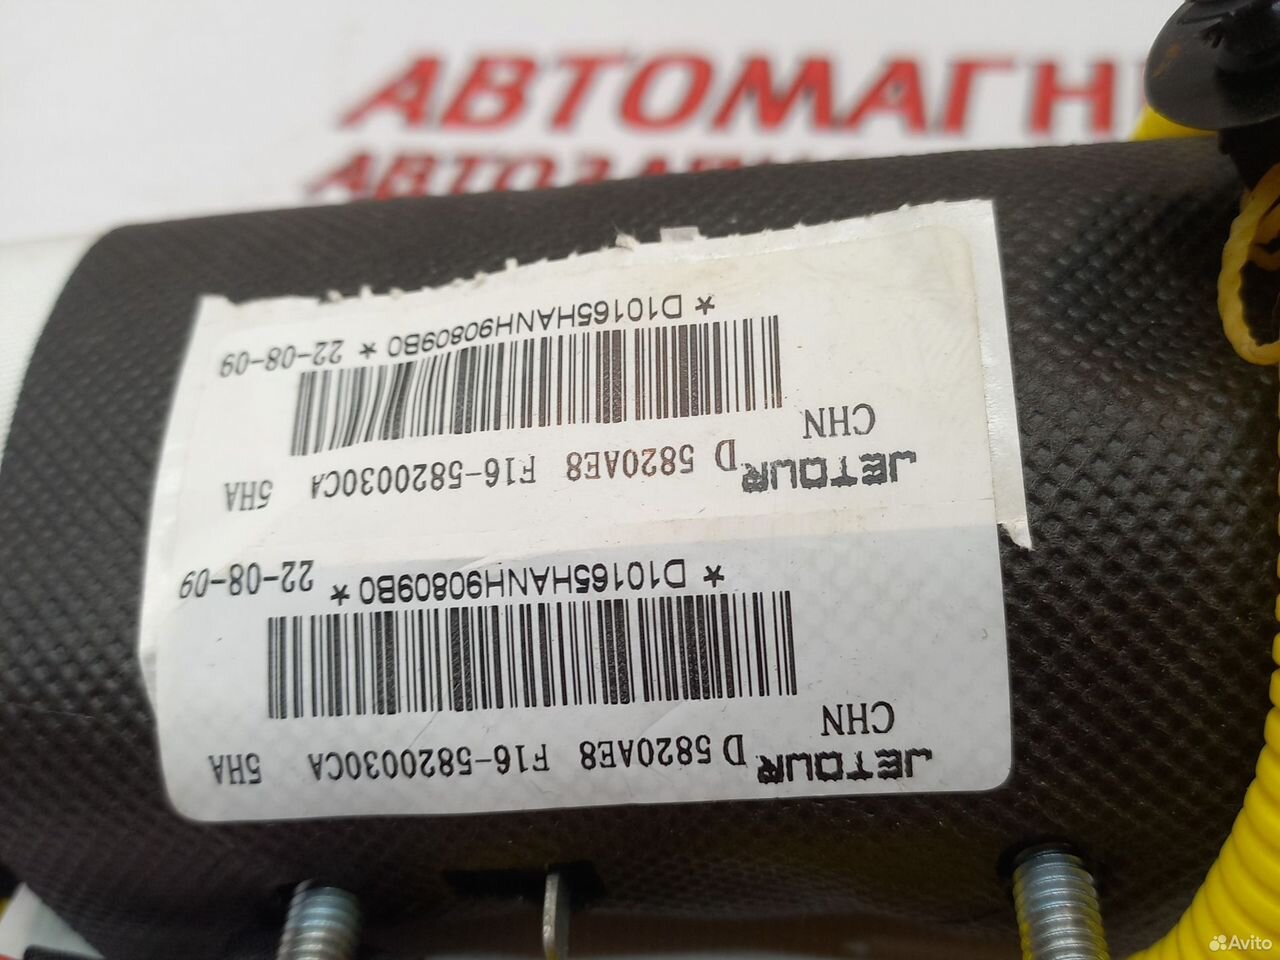 АВТОМАГН
JETOUR D 5820AE8 F16-5820030CA 5HA
CHN
* D10165HANH90809B0 * 22-08-09
JETOUR D 5820AE8 F16-5820030CA 5HA
CHN
* D10165HANH90809B0 * 22-08-09
Avito